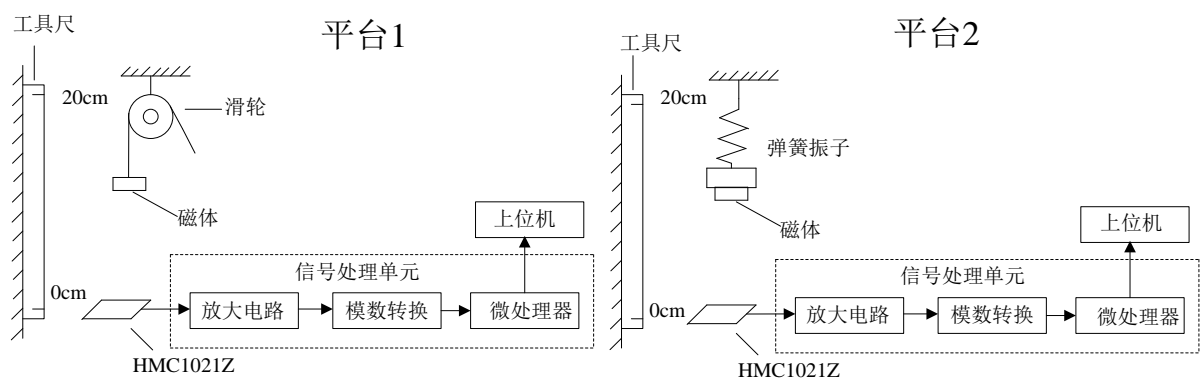 平台1
工具尺
20cm
滑轮
磁体
上位机
信号处理单元
0cm
放大电路
模数转换
微处理器
HMC1021Z
平台2
工具尺
20cm
弹簧振子
磁体
上位机
信号处理单元
0cm
放大电路
模数转换
微处理器
HMC1021Z